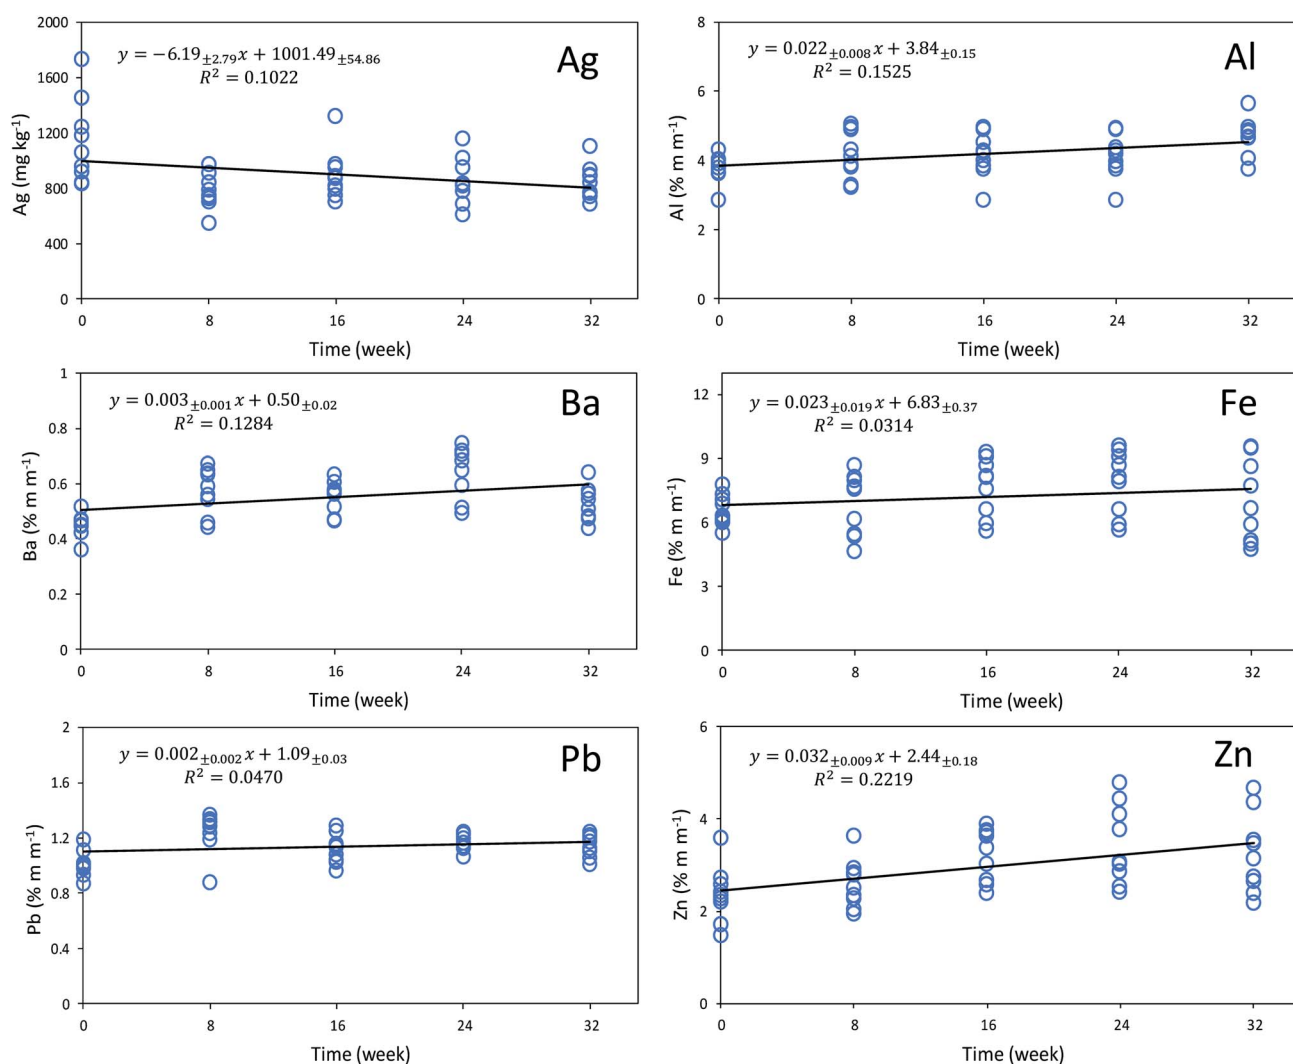 2000
1600
1200
800
400
0
Ag (mg kg⁻¹)
y = −6.19±2.79x + 1001.49±54.86
R² = 0.1022
Ag
0 8 16 24 32
Time (week)
8
6
4
2
0
Al (% m m⁻¹)
y = 0.022±0.008x + 3.84±0.15
R² = 0.1525
Al
0 8 16 24 32
Time (week)
1
0.8
0.6
0.4
0.2
0
Ba (% m m⁻¹)
y = 0.003±0.001x + 0.50±0.02
R² = 0.1284
Ba
0 8 16 24 32
Time (week)
12
9
6
3
0
Fe (% m m⁻¹)
y = 0.023±0.019x + 6.83±0.37
R² = 0.0314
Fe
0 8 16 24 32
Time (week)
2
1.6
1.2
0.8
0.4
0
Pb (% m m⁻¹)
y = 0.002±0.002x + 1.09±0.03
R² = 0.0470
Pb
0 8 16 24 32
Time (week)
6
4
2
0
Zn (% m m⁻¹)
y = 0.032±0.009x + 2.44±0.18
R² = 0.2219
Zn
0 8 16 24 32
Time (week)